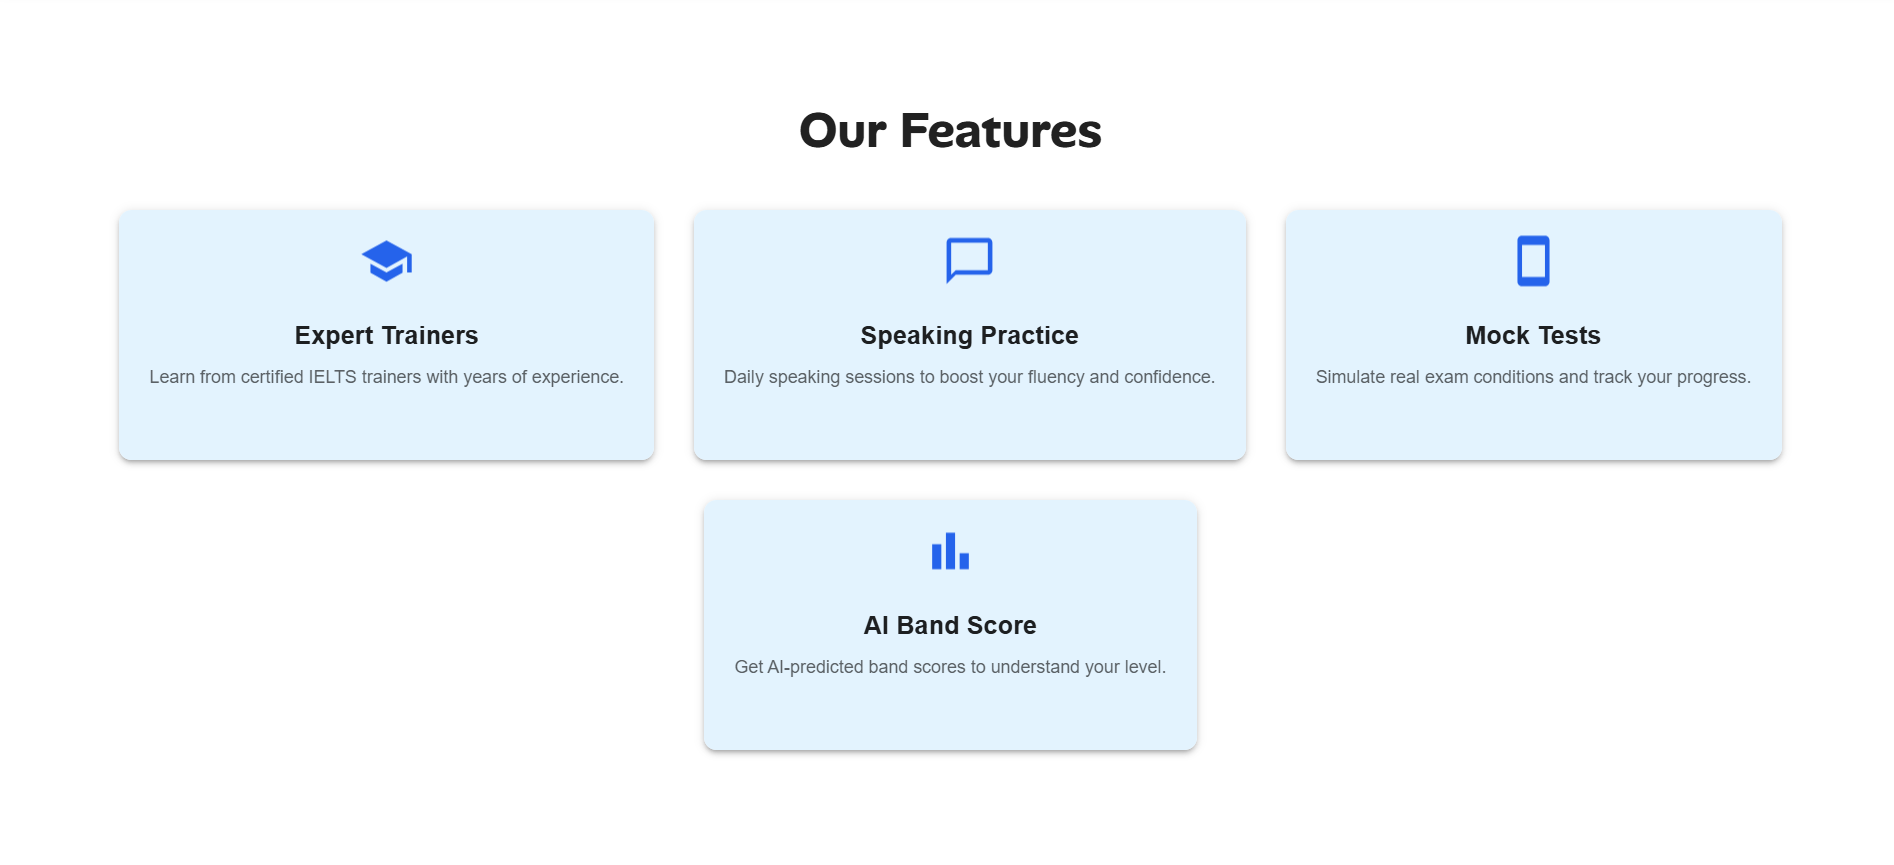 Our Features
Expert Trainers
Learn from certified IELTS trainers with years of experience.
Speaking Practice
Daily speaking sessions to boost your fluency and confidence.
Mock Tests
Simulate real exam conditions and track your progress.
AI Band Score
Get AI-predicted band scores to understand your level.